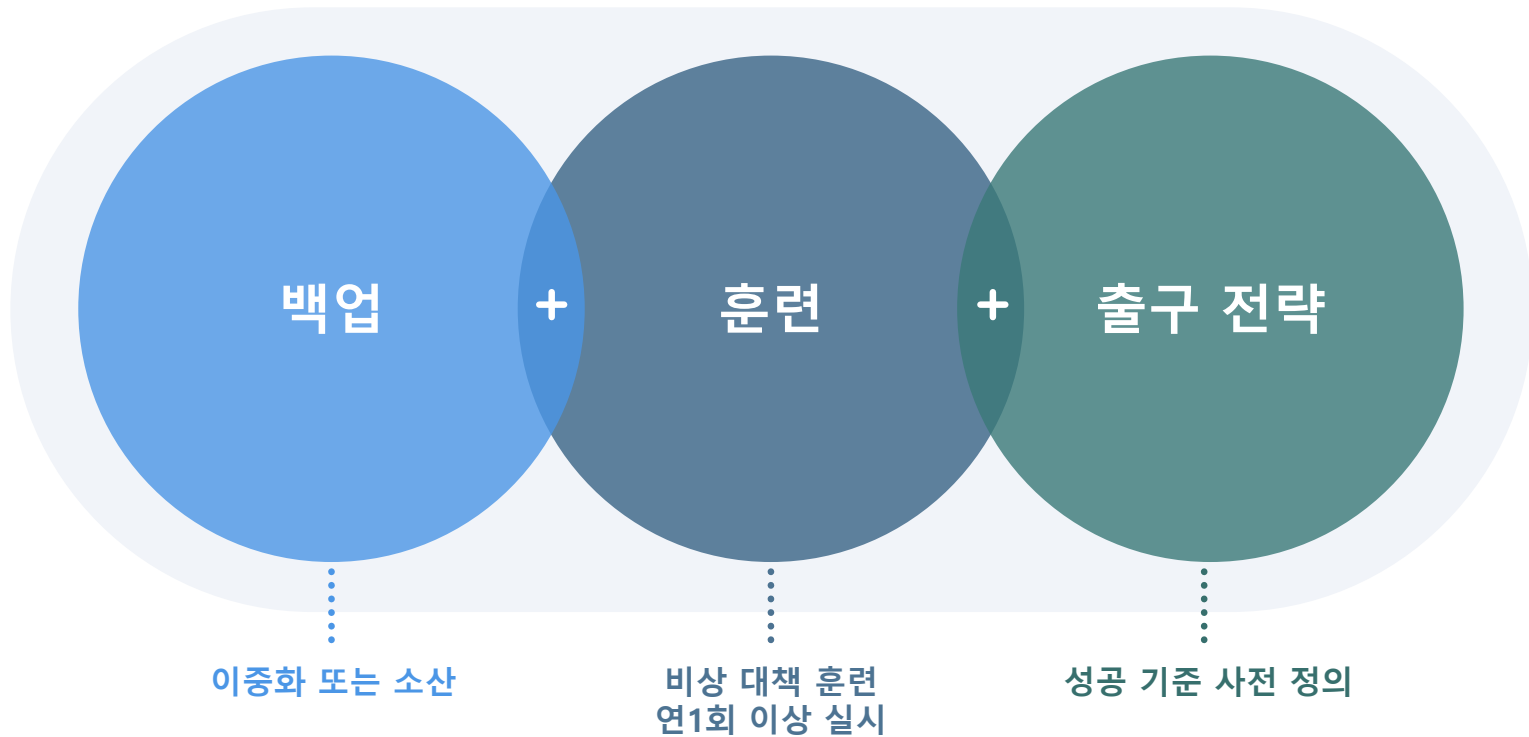 백업
+
훈련
+
출구 전략
이중화 또는 소산
비상 대책 훈련
연1회 이상 실시
성공 기준 사전 정의